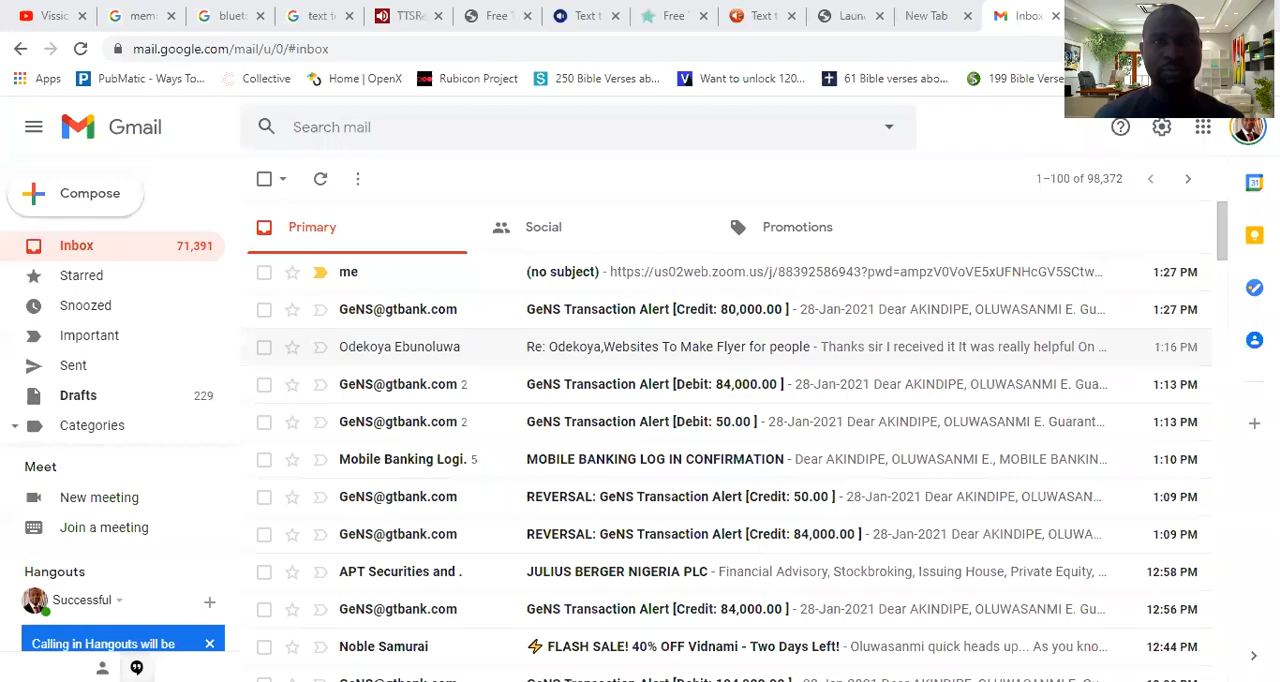 Vissic
mem
bluet
text t
TTSRe
Free T
Text t
Free
Text t
Laun
New Tab
Inbox
mail.google.com/mail/u/0/#inbox
Apps PubMatic - Ways To... Collective Home | OpenX Rubicon Project 250 Bible Verses ab... Want to unlock 120... 61 Bible verses abo... 199 Bible Verse
Gmail
Search mail
Compose
1–100 of 98,372
Primary Social Promotions
Inbox 71,391
Starred
Snoozed
Important
Sent
Drafts 229
Categories
Meet
New meeting
Join a meeting
Hangouts
Successful
Calling in Hangouts will be
me (no subject) - https://us02web.zoom.us/j/88392586943?pwd=ampzV0VoVE5xUFNHcGV5SCtw... 1:27 PM
GeNS@gtbank.com GeNS Transaction Alert [Credit: 80,000.00 ] - 28-Jan-2021 Dear AKINDIPE, OLUWASANMI E. Gu... 1:27 PM
Odekoya Ebunoluwa Re: Odekoya,Websites To Make Flyer for people - Thanks sir I received it It was really helpful On ... 1:16 PM
GeNS@gtbank.com 2 GeNS Transaction Alert [Debit: 84,000.00 ] - 28-Jan-2021 Dear AKINDIPE, OLUWASANMI E. Gua... 1:13 PM
GeNS@gtbank.com 2 GeNS Transaction Alert [Debit: 50.00 ] - 28-Jan-2021 Dear AKINDIPE, OLUWASANMI E. Guarant... 1:13 PM
Mobile Banking Logi. 5 MOBILE BANKING LOG IN CONFIRMATION - Dear AKINDIPE, OLUWASANMI E., MOBILE BANKIN... 1:10 PM
GeNS@gtbank.com REVERSAL: GeNS Transaction Alert [Credit: 50.00 ] - 28-Jan-2021 Dear AKINDIPE, OLUWASAN... 1:09 PM
GeNS@gtbank.com REVERSAL: GeNS Transaction Alert [Credit: 84,000.00 ] - 28-Jan-2021 Dear AKINDIPE, OLUWA... 1:09 PM
APT Securities and . JULIUS BERGER NIGERIA PLC - Financial Advisory, Stockbroking, Issuing House, Private Equity, ... 12:58 PM
GeNS@gtbank.com GeNS Transaction Alert [Credit: 84,000.00 ] - 28-Jan-2021 Dear AKINDIPE, OLUWASANMI E. Gu... 12:56 PM
Noble Samurai ⚡ FLASH SALE! 40% OFF Vidnami - Two Days Left! - Oluwasanmi quick heads up... As you kno... 12:44 PM
31